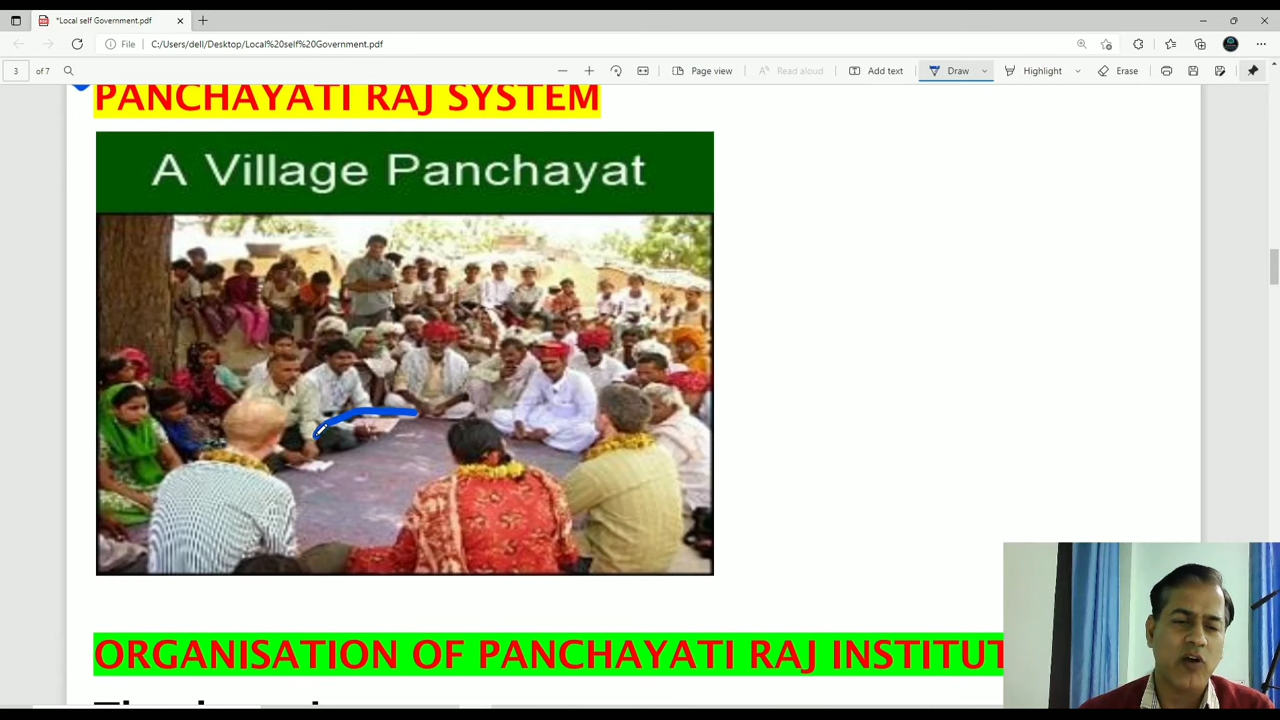 *Local self Government.pdf
File
C:/Users/dell/Desktop/Local%20self%20Government.pdf
3 of 7
Page view
Read aloud
Add text
Draw
Highlight
Erase
PANCHAYATI RAJ SYSTEM
A Village Panchayat
ORGANISATION OF PANCHAYATI RAJ INSTITUT